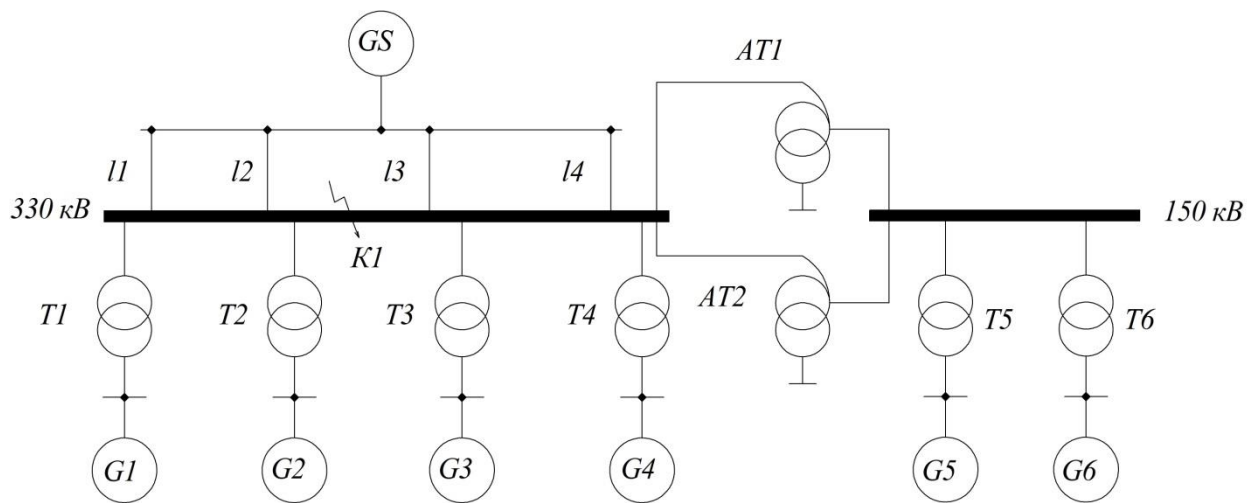 GS
AT1
l1 l2 l3 l4
330 кВ
150 кВ
K1
AT2
T1 T2 T3 T4 T5 T6
G1 G2 G3 G4 G5 G6